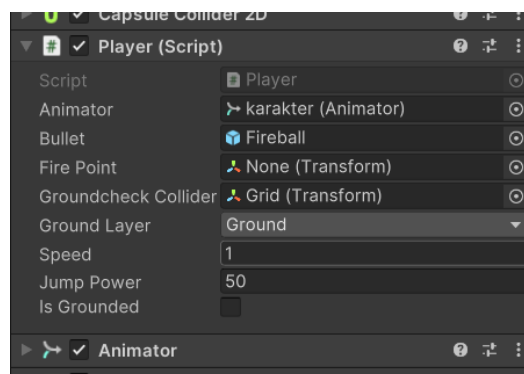 Capsule Collider 2D
# Player (Script)
Script # Player
Animator karakter (Animator)
Bullet Fireball
Fire Point None (Transform)
Groundcheck Collider Grid (Transform)
Ground Layer Ground
Speed 1
Jump Power 50
Is Grounded
Animator